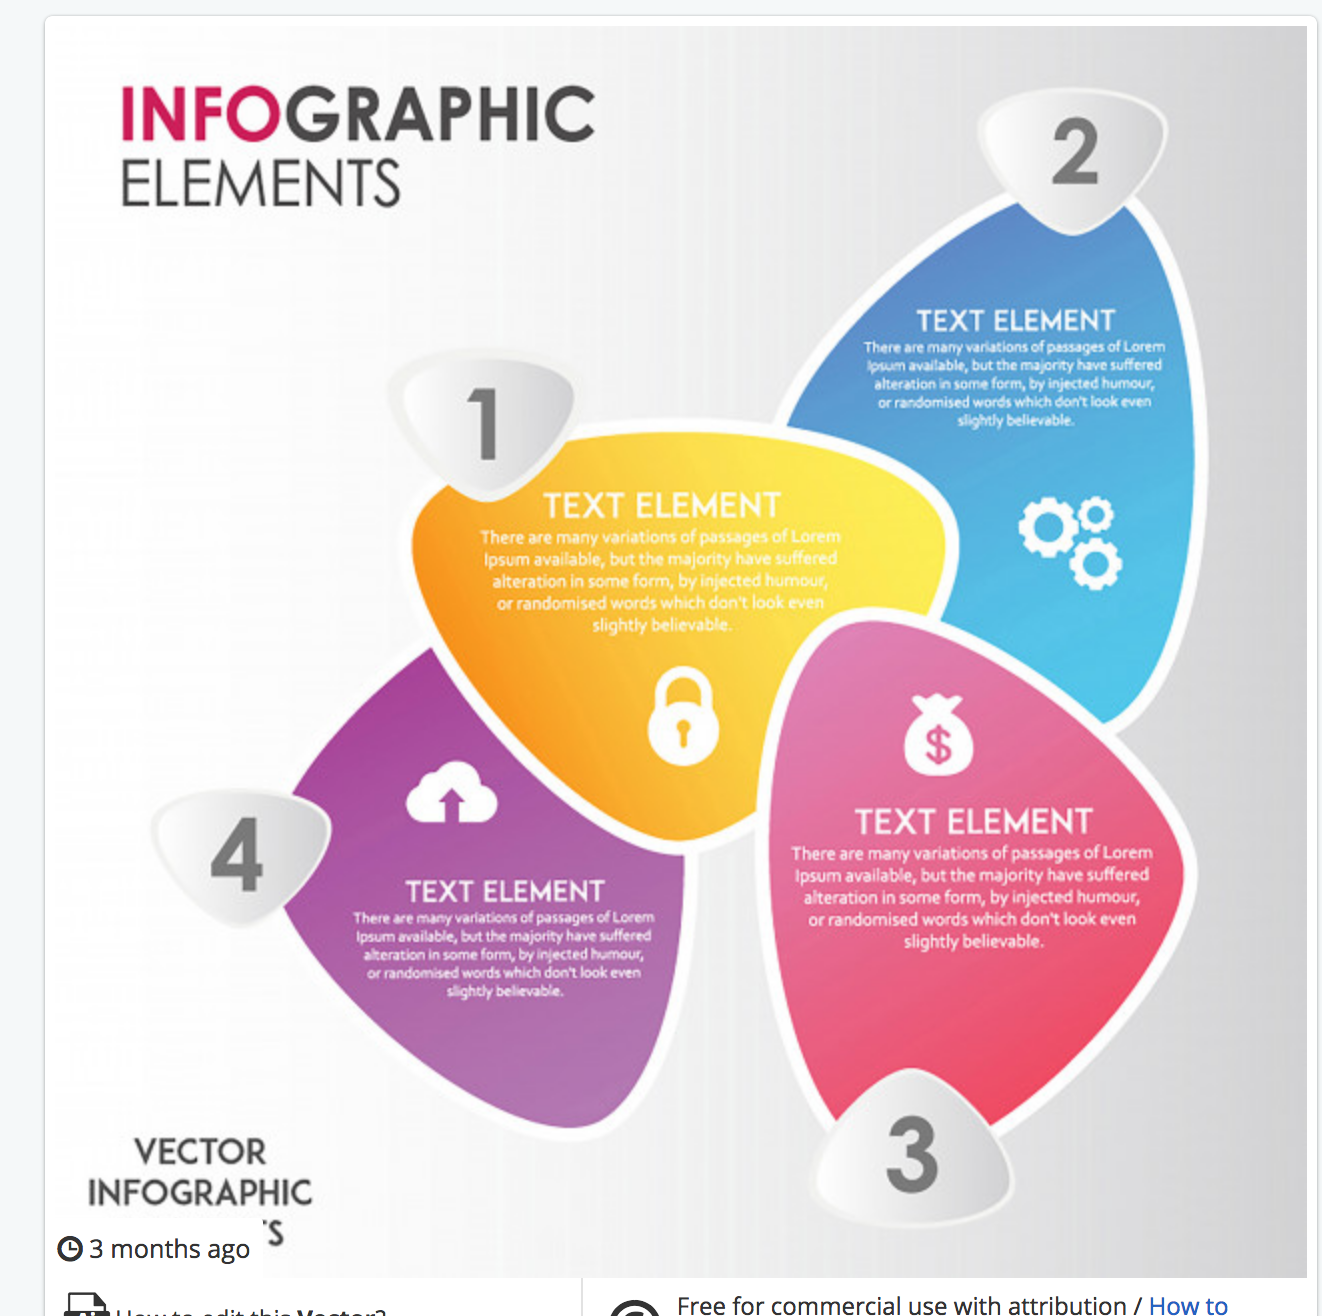 INFOGRAPHIC
ELEMENTS
2
TEXT ELEMENT
There are many variations of passages of Lorem
Ipsum available, but the majority have suffered
alteration in some form, by injected humour,
or randomised words which don't look even
slightly believable.
1
TEXT ELEMENT
There are many variations of passages of Lorem
Ipsum available, but the majority have suffered
alteration in some form, by injected humour,
or randomised words which don't look even
slightly believable.
$
TEXT ELEMENT
There are many variations of passages of Lorem
Ipsum available, but the majority have suffered
alteration in some form, by injected humour,
or randomised words which don't look even
slightly believable.
3
4
TEXT ELEMENT
There are many variations of passages of Lorem
Ipsum available, but the majority have suffered
alteration in some form, by injected humour,
or randomised words which don't look even
slightly believable.
VECTOR
INFOGRAPHIC
3 months ago
How to edit this Vector?
Free for commercial use with attribution / How to